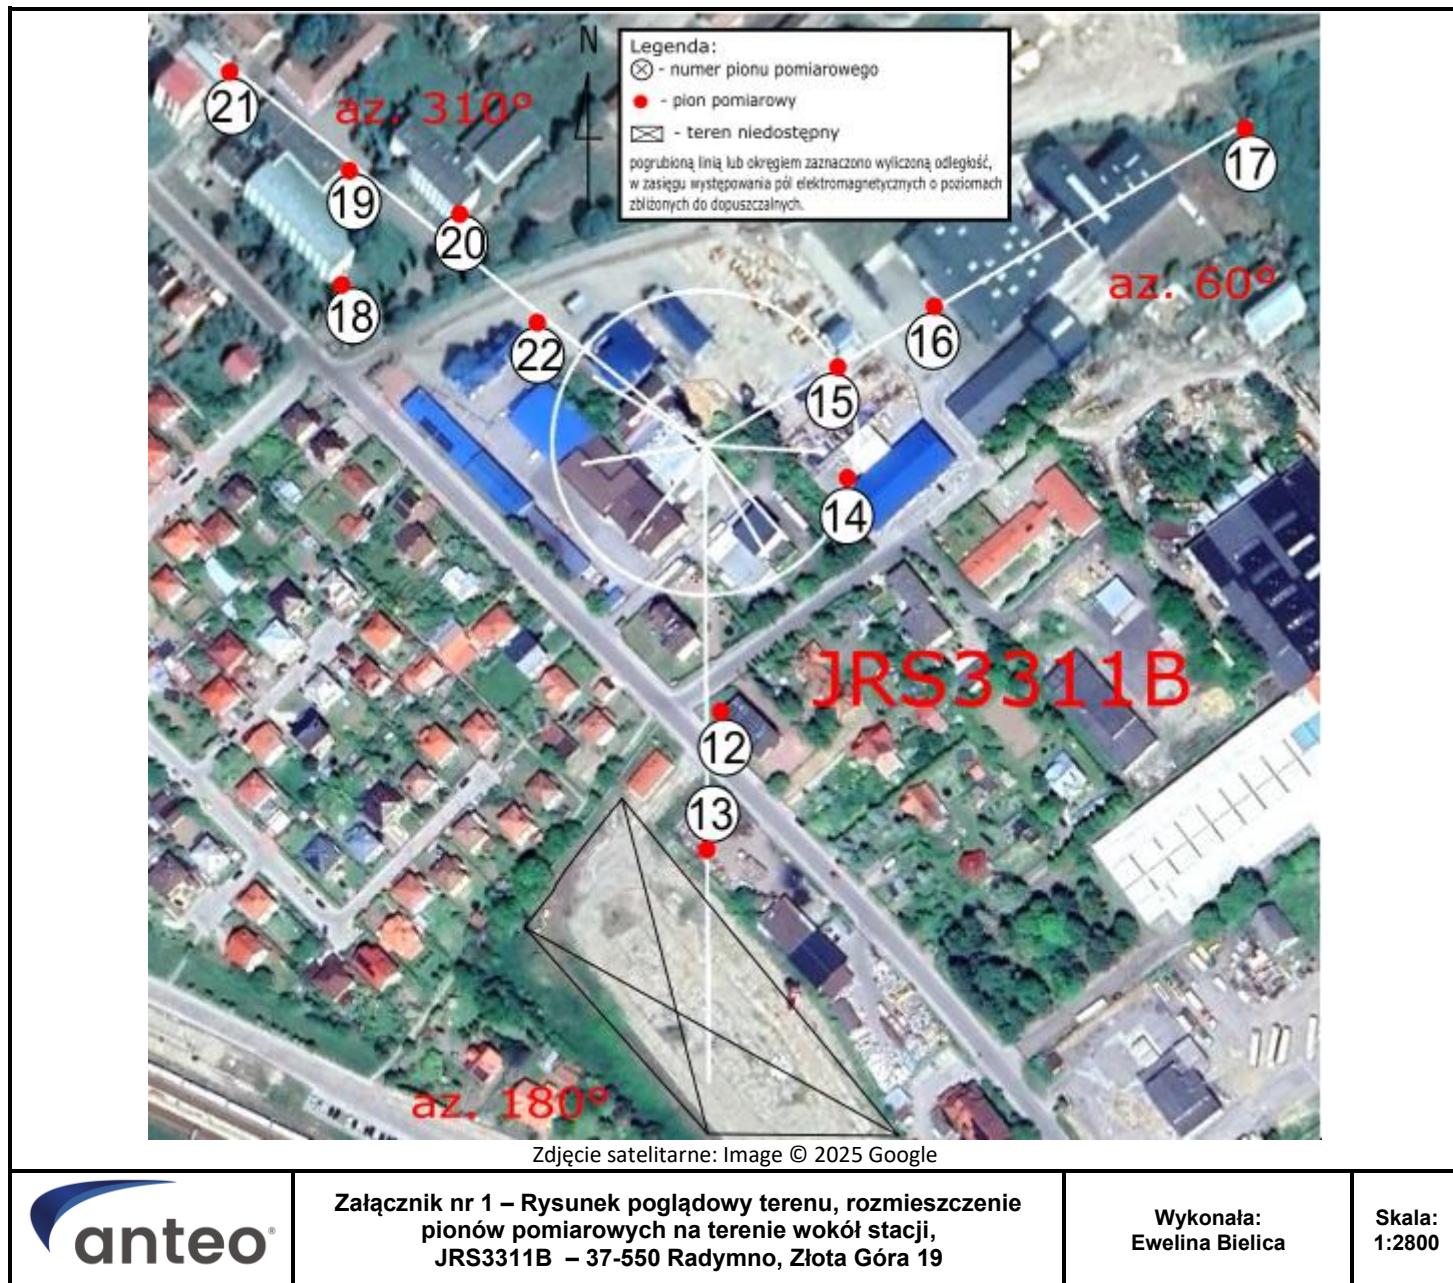 N
Legenda:
- numer pionu pomiarowego
- pion pomiarowy
- teren niedostępny
pogrubioną linią lub okręgiem zaznaczono wyliczoną odległość,
w zasięgu występowania pól elektromagnetycznych o poziomach
zbliżonych do dopuszczalnych.
21
az. 310°
17
19
20
az. 60°
18
16
22
15
14
JRS3311B
12
13
az. 180°
Zdjęcie satelitarne: Image © 2025 Google
anteo®
Załącznik nr 1 – Rysunek poglądowy terenu, rozmieszczenie
pionów pomiarowych na terenie wokół stacji,
JRS3311B – 37-550 Radymno, Złota Góra 19
Wykonała:
Ewelina Bielica
Skala:
1:2800